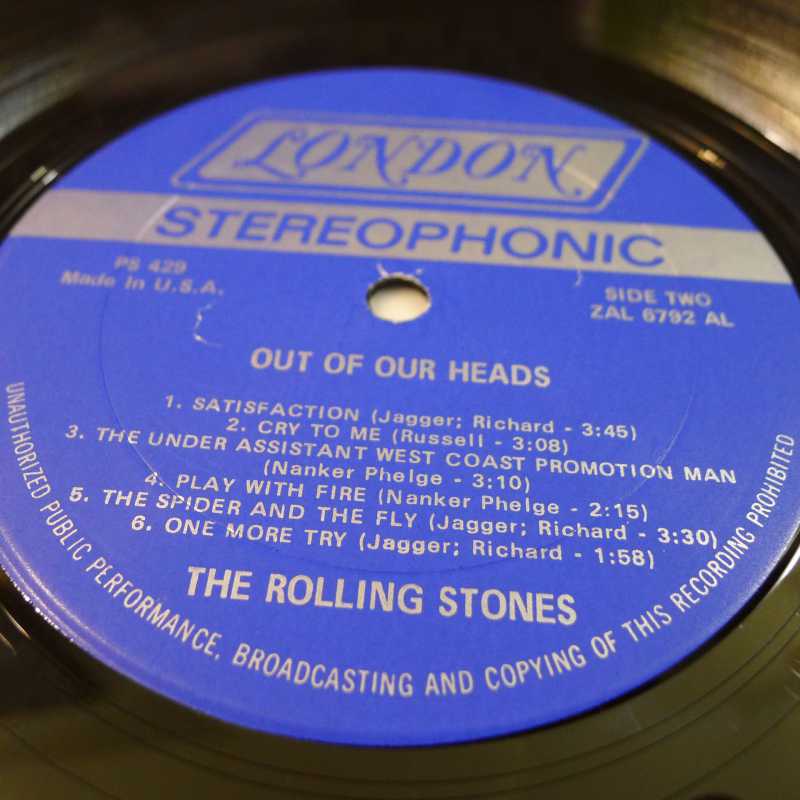 LONDON
STEREOPHONIC
PS 429
Made In U.S.A.
SIDE TWO
ZAL 6792 AL
OUT OF OUR HEADS
1. SATISFACTION (Jagger; Richard - 3:45)
2. CRY TO ME (Russell - 3:08)
3. THE UNDER ASSISTANT WEST COAST PROMOTION MAN
(Nanker Phelge - 3:10)
4. PLAY WITH FIRE (Nanker Phelge - 2:15)
5. THE SPIDER AND THE FLY (Jagger; Richard - 3:30)
6. ONE MORE TRY (Jagger; Richard - 1:58)
THE ROLLING STONES
UNAUTHORIZED PUBLIC PERFORMANCE, BROADCASTING AND COPYING OF THIS RECORDING PROHIBITED